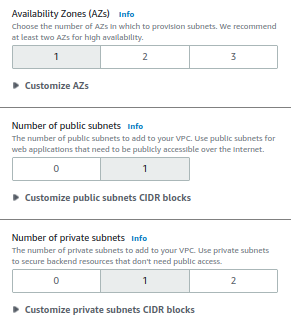 Availability Zones (AZs) Info
Choose the number of AZs in which to provision subnets. We recommend
at least two AZs for high availability.
1 2 3
Customize AZs
Number of public subnets Info
The number of public subnets to add to your VPC. Use public subnets for
web applications that need to be publicly accessible over the internet.
0 1
Customize public subnets CIDR blocks
Number of private subnets Info
The number of private subnets to add to your VPC. Use private subnets
to secure backend resources that don't need public access.
0 1 2
Customize private subnets CIDR blocks